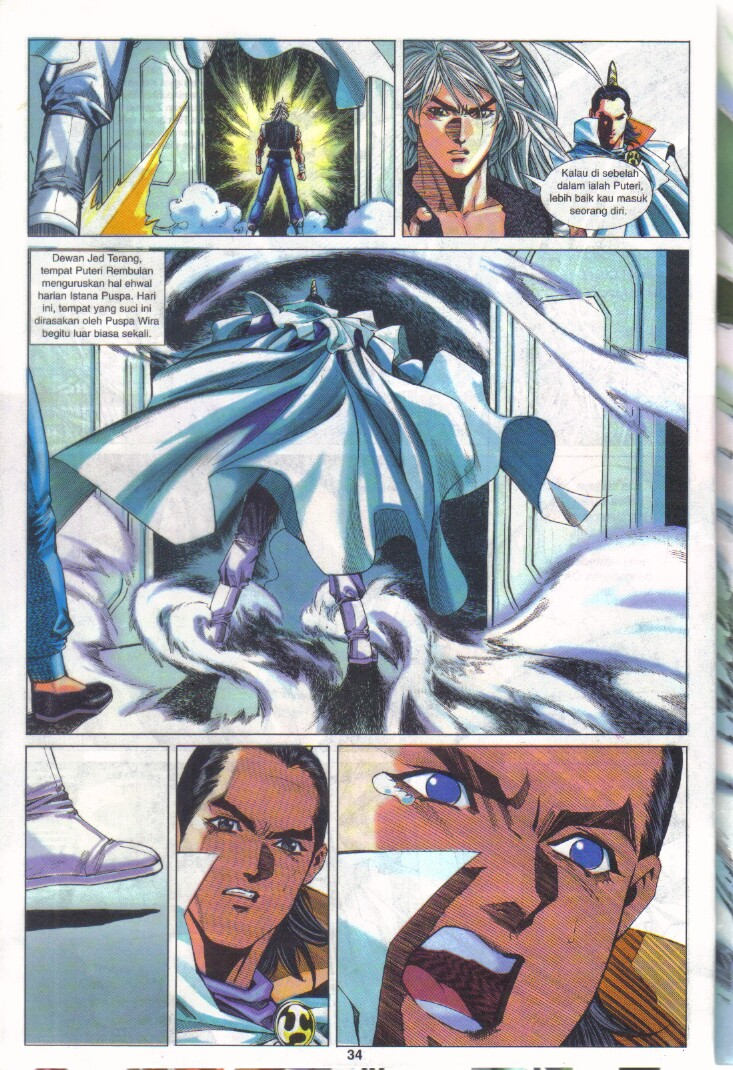 Kalau di sebelah
dalam ialah Puteri,
lebih baik kau masuk
seorang diri.
Dewan Jed Terang,
tempat Puteri Rembulan
menguruskan hal ehwal
harian Istana Puspa. Hari
ini, tempat yang suci ini
dirasakan oleh Puspa Wira
begitu luar biasa sekali.
34